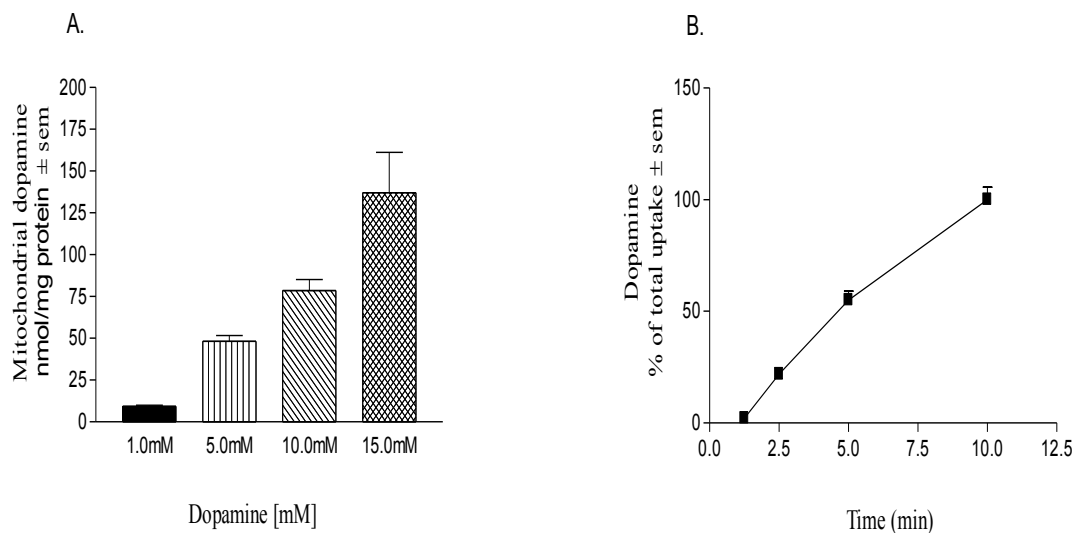 A.
Mitochondrial dopamine
nmol/mg protein ± sem
200
175
150
125
100
75
50
25
0
1.0mM 5.0mM 10.0mM 15.0mM
Dopamine [mM]
B.
Dopamine
% of total uptake ± sem
150
100
50
0
0.0 2.5 5.0 7.5 10.0 12.5
Time (min)